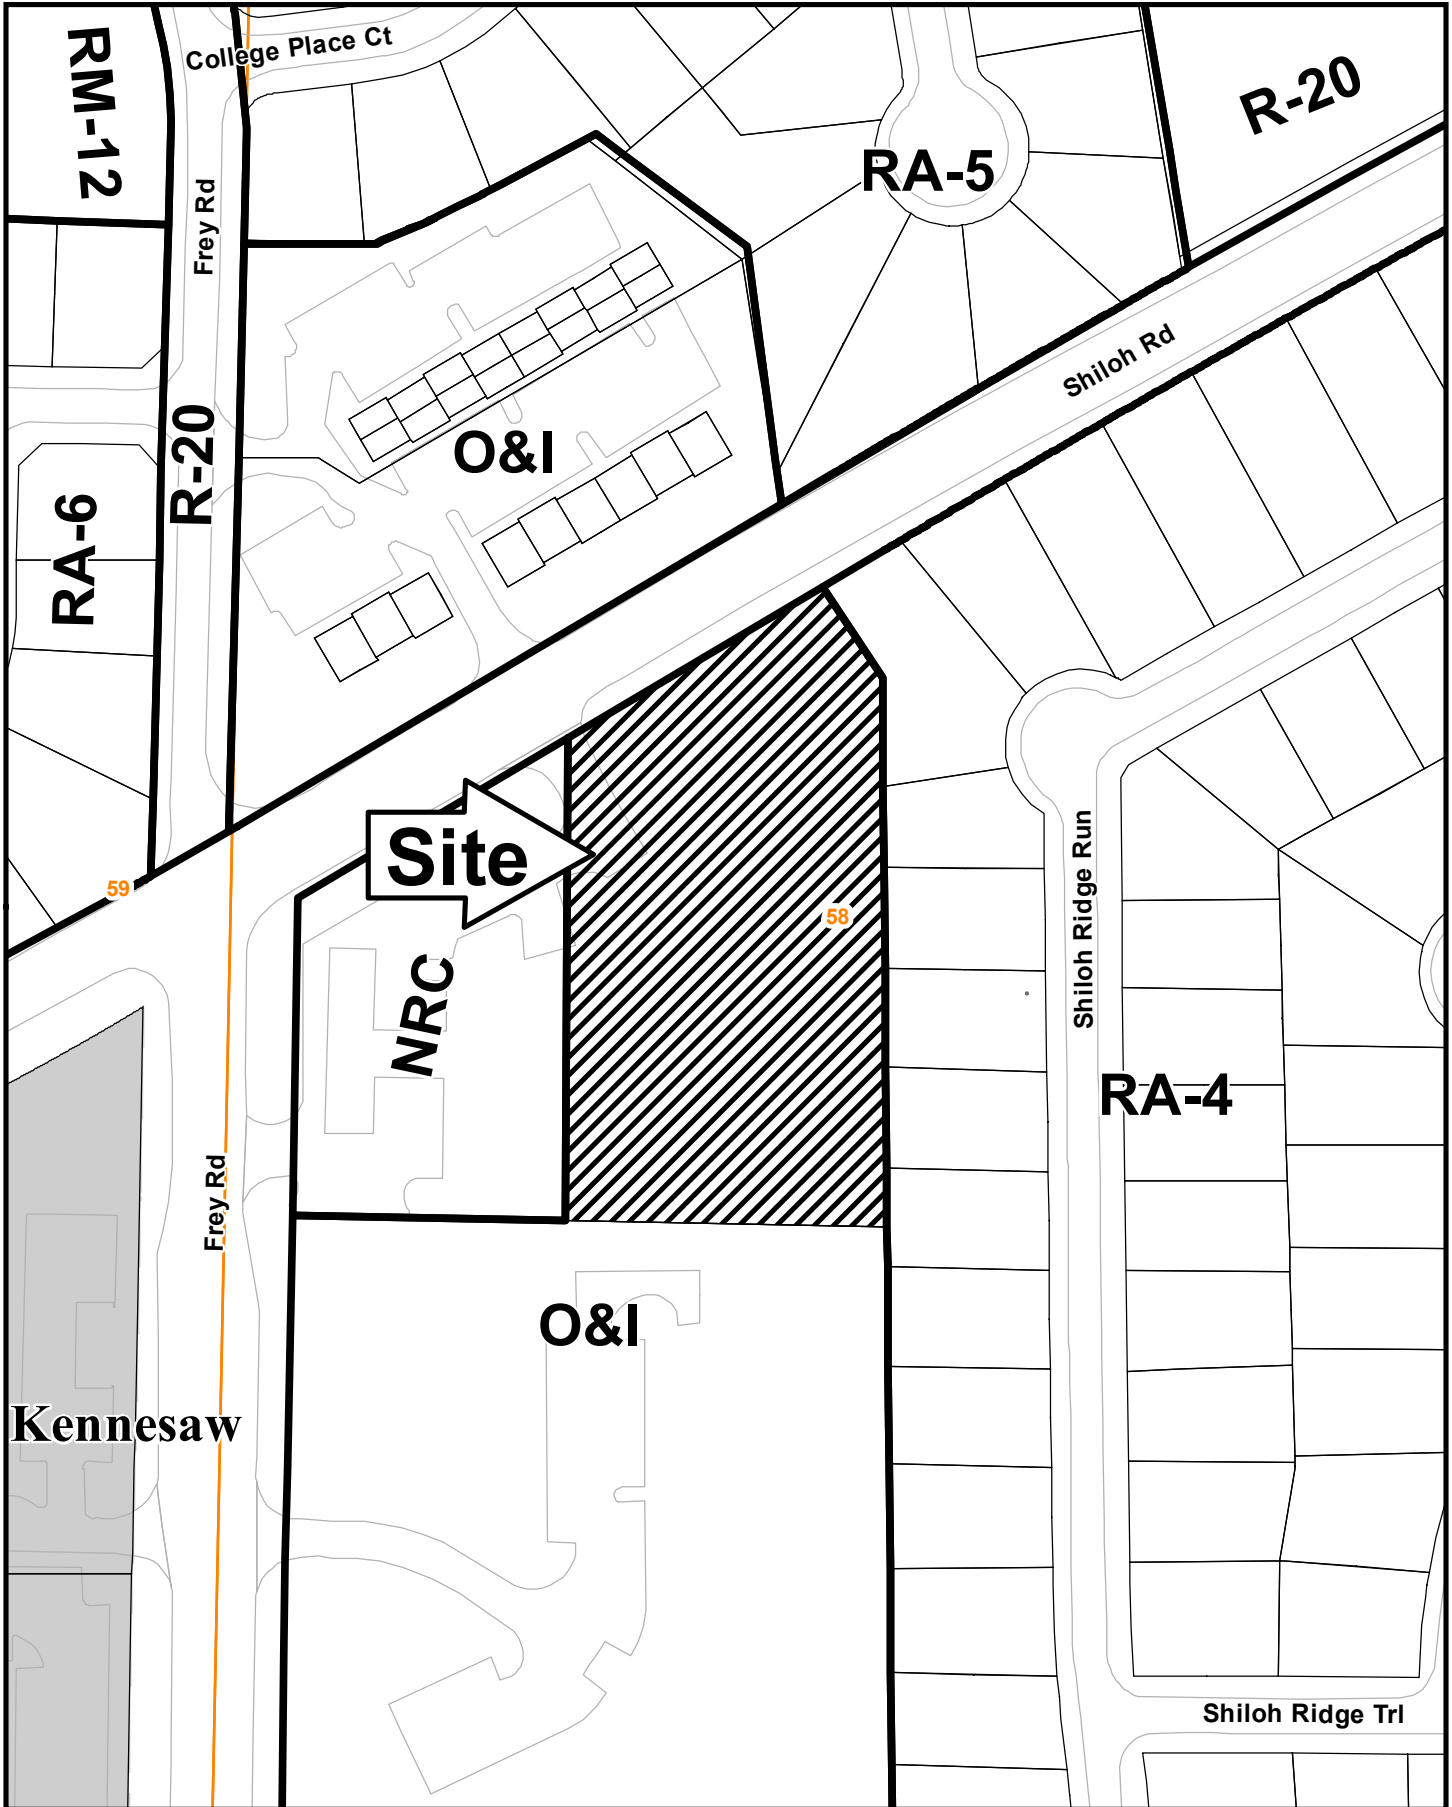 College Place Ct
RM-12
R-20
RA-5
Frey Rd
Shiloh Rd
R-20
O&I
RA-9
Site
59
58
Shiloh Ridge Run
NRC
RA-4
Frey Rd
O&I
Kennesaw
Shiloh Ridge Trl